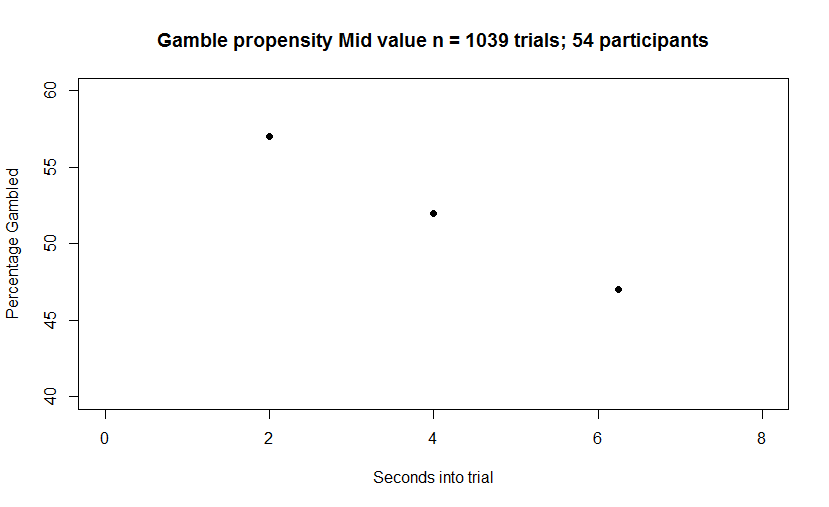 Gamble propensity Mid value n = 1039 trials; 54 participants
Percentage Gambled
60
55
50
45
40
0 2 4 6 8
Seconds into trial